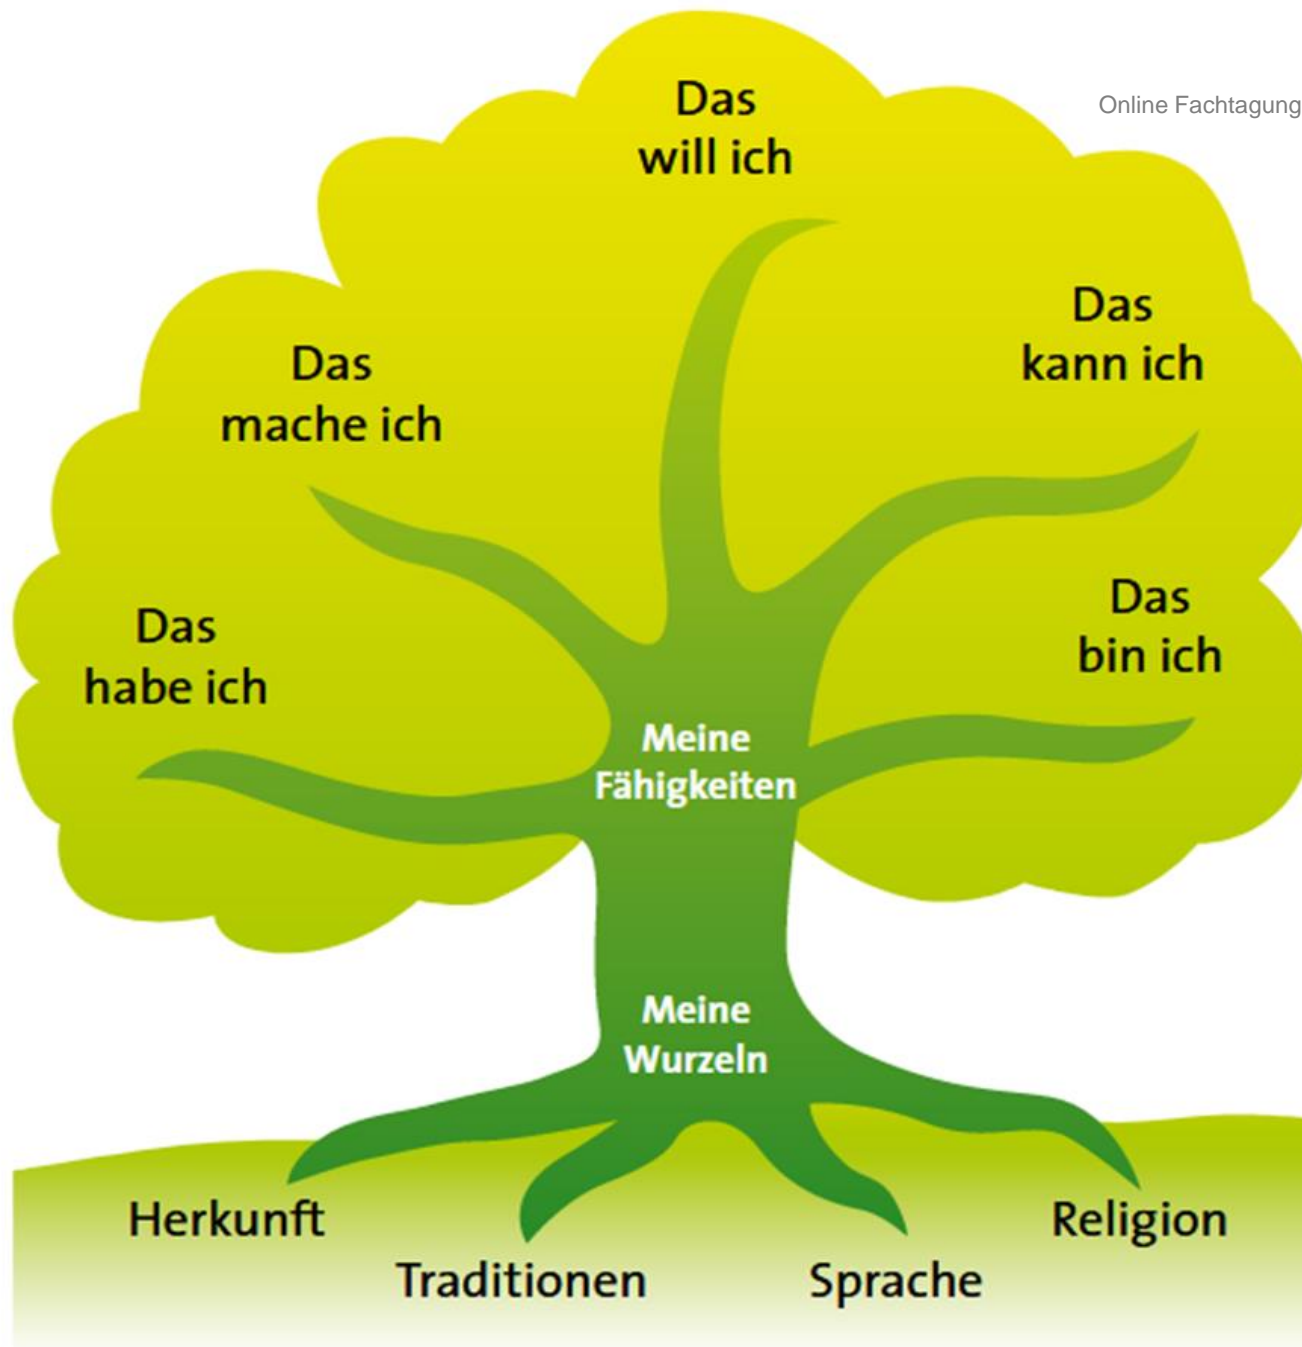 Das
will ich
Online Fachtagung
Das
kann ich
Das
mache ich
Das
bin ich
Das
habe ich
Meine
Fähigkeiten
Meine
Wurzeln
Herkunft
Religion
Traditionen
Sprache